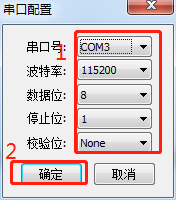 串口配置
串口号: COM3
1
波特率: 115200
数据位: 8
停止位: 1
校验位: None
2
确定 取消